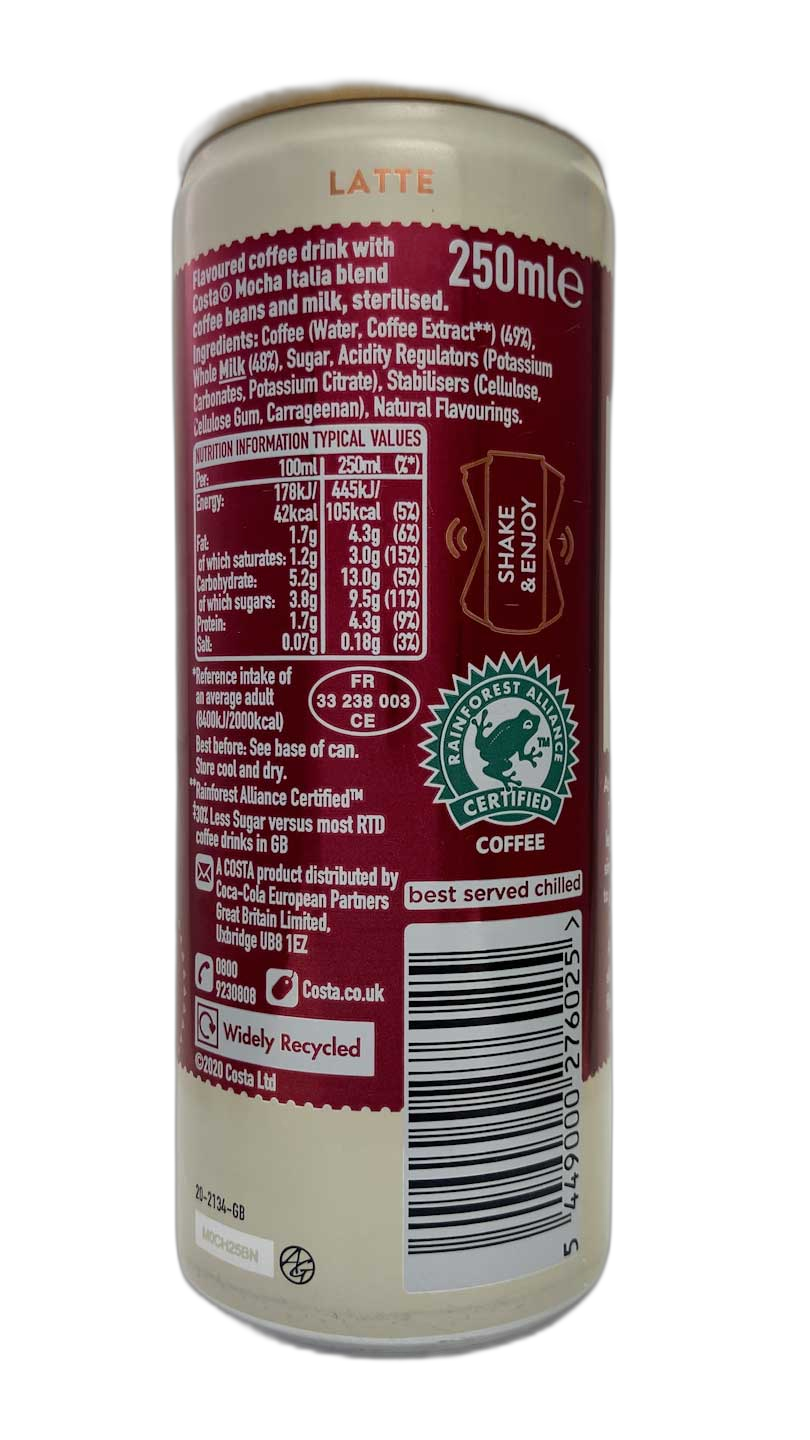 LATTE
Flavoured coffee drink with
Costa® Mocha Italia blend
coffee beans and milk, sterilised.
250ml℮
Ingredients: Coffee (Water, Coffee Extract**) (49%),
Whole Milk (48%), Sugar, Acidity Regulators (Potassium
Carbonates, Potassium Citrate), Stabilisers (Cellulose,
Cellulose Gum, Carrageenan), Natural Flavourings.
NUTRITION INFORMATION TYPICAL VALUES
Per: 100ml 250ml (%*)
Energy: 178kJ/ 445kJ/
42kcal 105kcal (5%)
Fat: 1.7g 4.3g (6%)
of which saturates: 1.2g 3.0g (15%)
Carbohydrate: 5.2g 13.0g (5%)
of which sugars: 3.8g 9.5g (11%)
Protein: 1.7g 4.3g (9%)
Salt: 0.07g 0.18g (3%)
SHAKE
& ENJOY
*Reference intake of
an average adult
(8400kJ/2000kcal)
FR
33 238 003
CE
Best before: See base of can.
Store cool and dry.
**Rainforest Alliance Certified™
‡30% Less Sugar versus most RTD
coffee drinks in GB
RAINFOREST ALLIANCE
TM
CERTIFIED
COFFEE
A COSTA product distributed by
Coca-Cola European Partners
Great Britain Limited,
Uxbridge UB8 1EZ
best served chilled
0800
9230808
Costa.co.uk
Widely Recycled
©2020 Costa Ltd
5 449000 276025 >
20-2134-GB
MOCH25BN